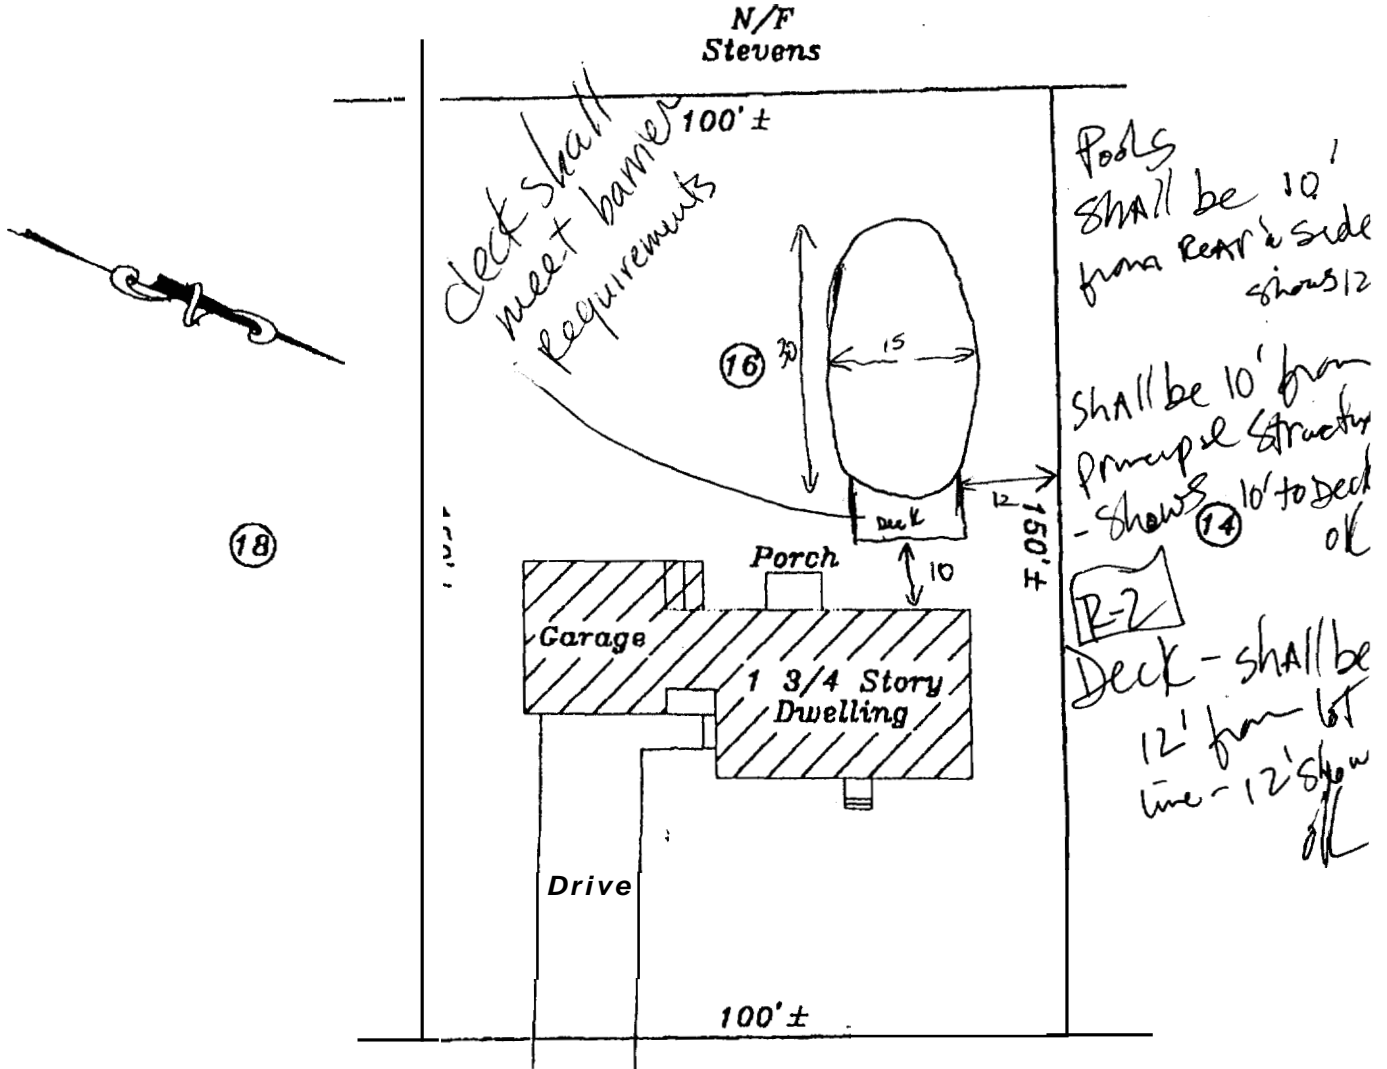 N/F
Stevens
100' ±
deck shall
meet barrier
requirements
Pools
SHAll be 10'
from REAR & Side
shows 12
16
30
15
ShAll be 10' from
principle Structure
- Shows 10' to Deck
OK
14
12
150' ±
Deck
18
Porch
10
R-2
Garage
1 3/4 Story
Dwelling
Deck - shAll be
12' from lot
line - 12' show
OK
Drive
100' ±